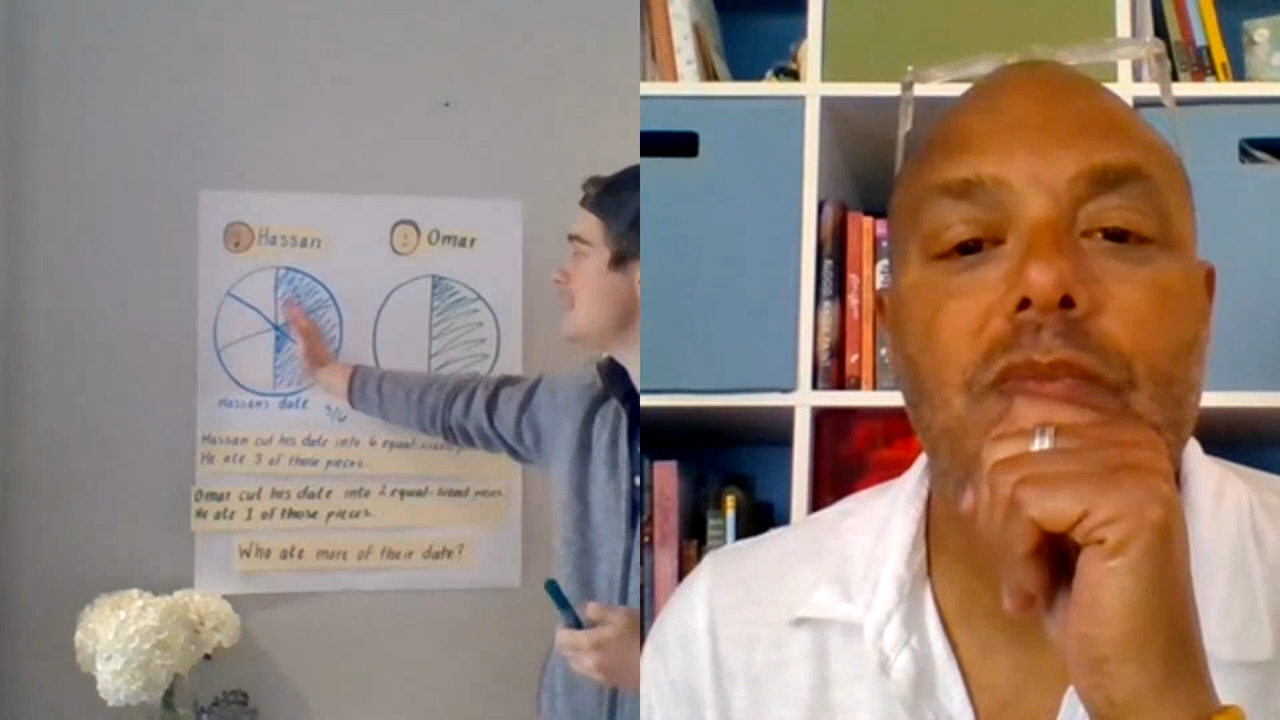 Hassan
Omar
Hassans date 3/6
Hassan cut his date into 6 equal-sized
He ate 3 of those pieces
Omar cut his date into 2 equal-sized pieces.
He ate 1 of those pieces.
Who ate more of their date?